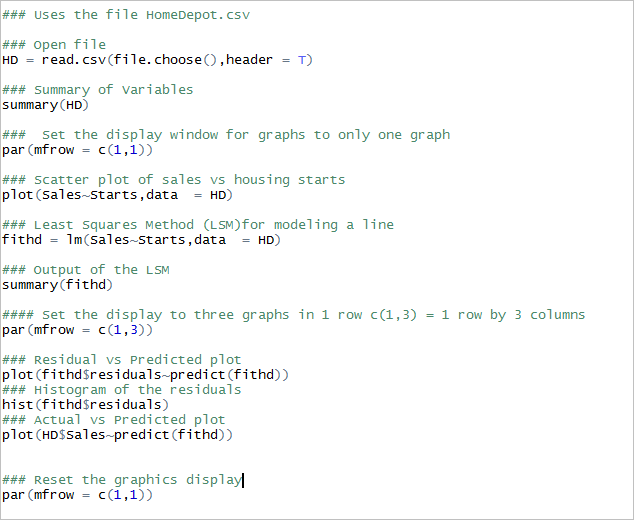 ### Uses the file HomeDepot.csv
### Open file
HD = read.csv(file.choose(),header = T)
### Summary of Variables
summary(HD)
###  Set the display window for graphs to only one graph
par(mfrow = c(1,1))
### Scatter plot of sales vs housing starts
plot(Sales~Starts,data  = HD)
### Least Squares Method (LSM)for modeling a line
fithd = lm(Sales~Starts,data  = HD)
### Output of the LSM
summary(fithd)
#### Set the display to three graphs in 1 row c(1,3) = 1 row by 3 columns
par(mfrow = c(1,3))
### Residual vs Predicted plot
plot(fithd$residuals~predict(fithd))
### Histogram of the residuals
hist(fithd$residuals)
### Actual vs Predicted plot
plot(HD$Sales~predict(fithd))
### Reset the graphics display
par(mfrow = c(1,1))